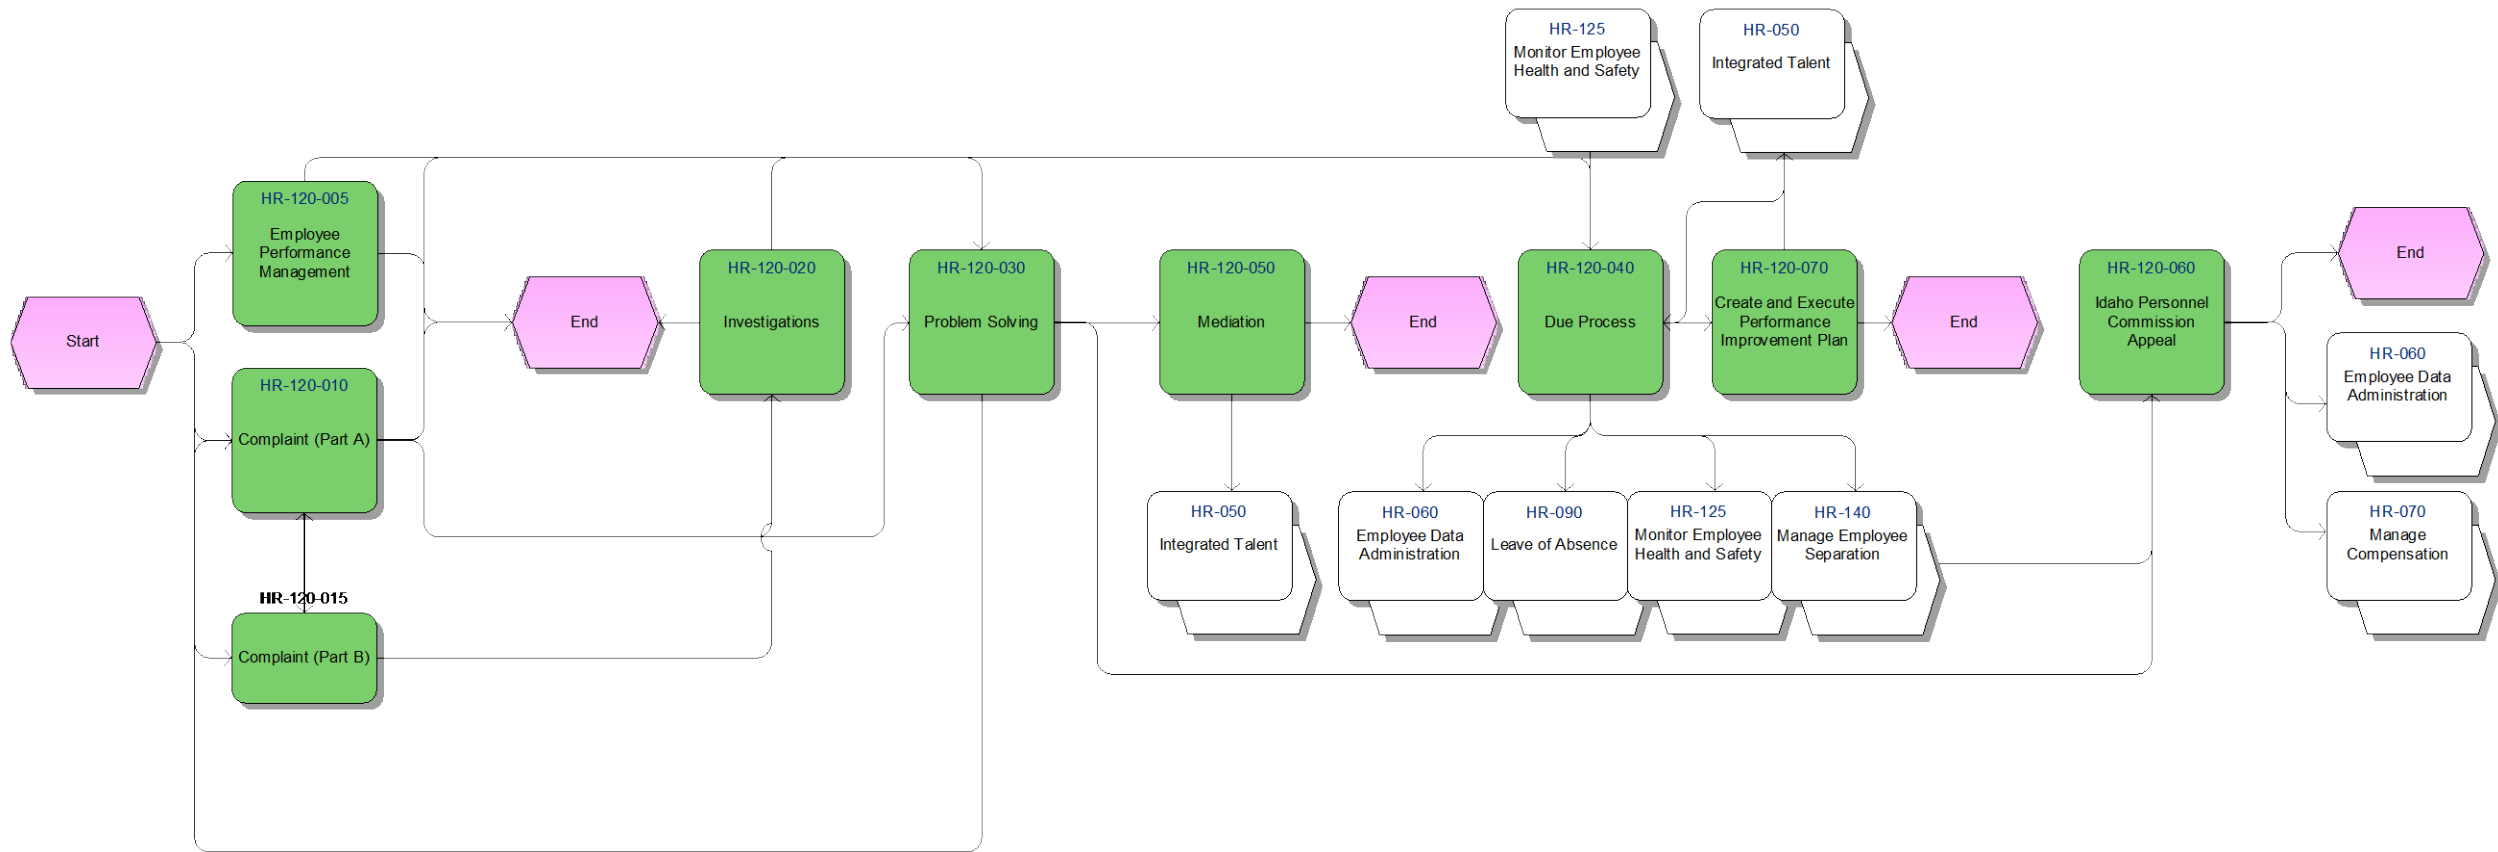 HR-125
Monitor Employee
Health and Safety
HR-050
Integrated Talent
HR-120-005
Employee
Performance
Management
Start
HR-120-010
Complaint (Part A)
HR-120-015
Complaint (Part B)
End
HR-120-020
Investigations
HR-120-030
Problem Solving
HR-120-050
Mediation
End
HR-120-040
Due Process
HR-120-070
Create and Execute
Performance
Improvement Plan
End
HR-120-060
Idaho Personnel
Commission
Appeal
End
HR-060
Employee Data
Administration
HR-070
Manage
Compensation
HR-050
Integrated Talent
HR-060
Employee Data
Administration
HR-090
Leave of Absence
HR-125
Monitor Employee
Health and Safety
HR-140
Manage Employee
Separation